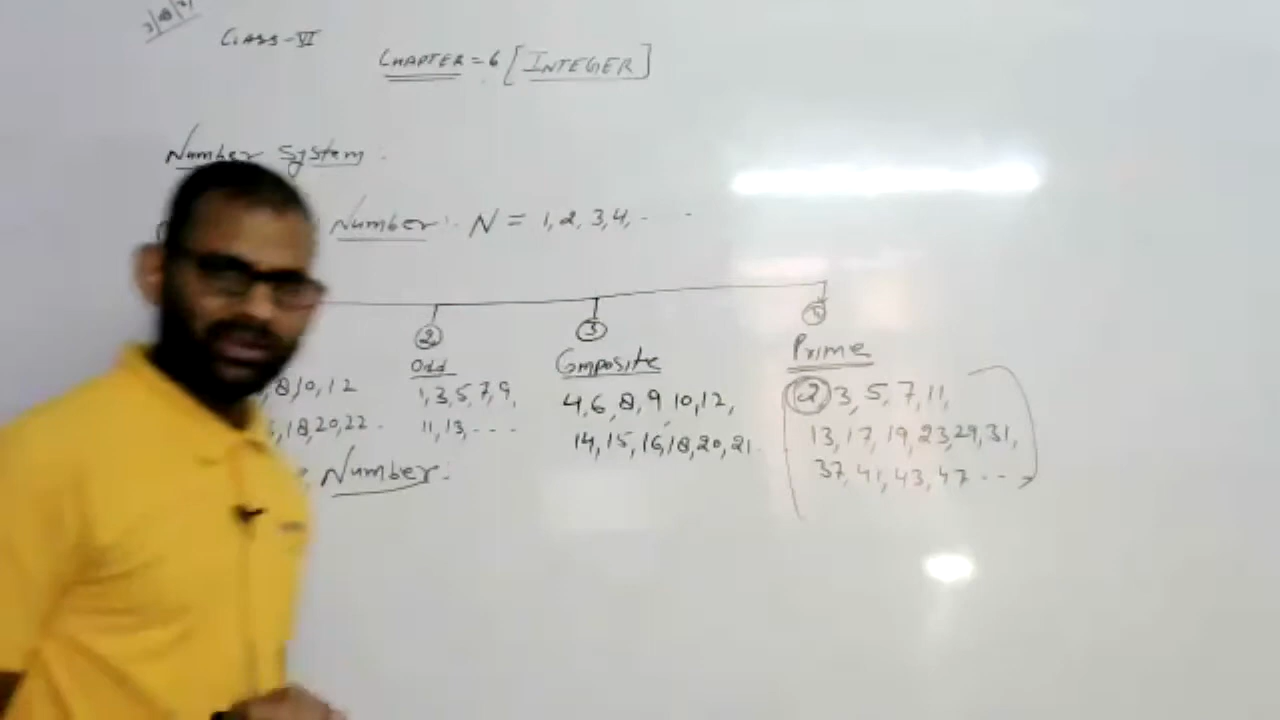 CLASS-VI
CHAPTER = 6 [INTEGER]
Number System :
Number :. N = 1, 2, 3, 4, - -
2 3
Odd Composite Prime
8, 10, 12 1, 3, 5, 7, 9, 4, 6, 8, 9 10, 12, 2, 3, 5, 7, 11,
18, 20, 22 . 11, 13, - - - 14, 15, 16, 18, 20, 21. 13, 17, 19, 23, 29, 31,
Number : 37, 41, 43, 47 - - -